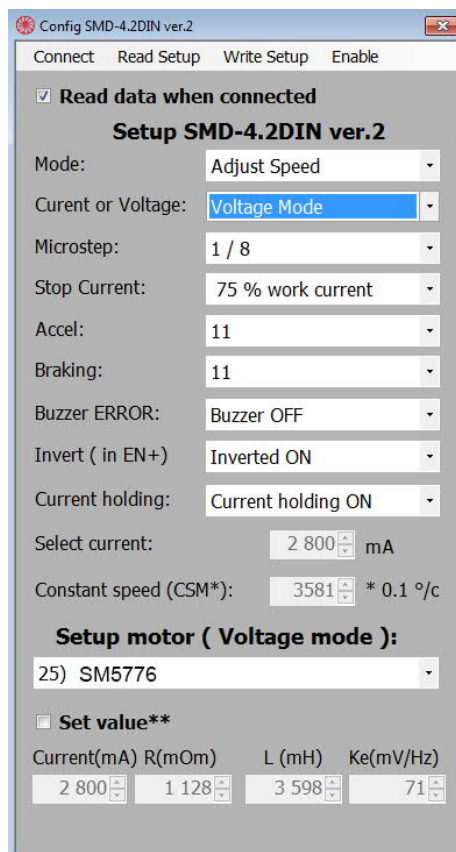 Config SMD-4.2DIN ver.2
Connect Read Setup Write Setup Enable
Read data when connected
Setup SMD-4.2DIN ver.2
Mode: Adjust Speed
Curent or Voltage: Voltage Mode
Microstep: 1 / 8
Stop Current: 75 % work current
Accel: 11
Braking: 11
Buzzer ERROR: Buzzer OFF
Invert ( in EN+) Inverted ON
Current holding: Current holding ON
Select current: 2 800 mA
Constant speed (CSM*): 3581 * 0.1 º/c
Setup motor ( Voltage mode ):
25) SM5776
Set value**
Current(mA) R(mOm) L (mH) Ke(mV/Hz)
2 800 1 128 3 598 71